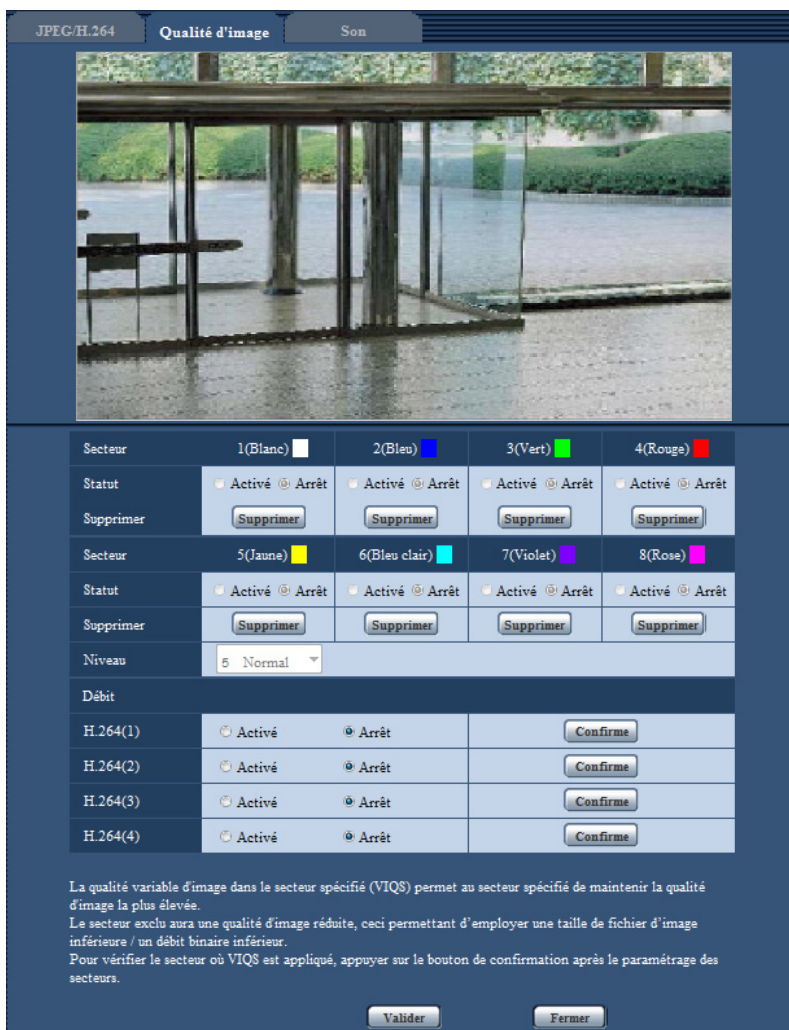 JPEG/H.264 Qualité d'image Son
Secteur 1(Blanc) 2(Bleu) 3(Vert) 4(Rouge)
Statut Activé Arrêt Activé Arrêt Activé Arrêt Activé Arrêt
Supprimer Supprimer Supprimer Supprimer Supprimer
Secteur 5(Jaune) 6(Bleu clair) 7(Violet) 8(Rose)
Statut Activé Arrêt Activé Arrêt Activé Arrêt Activé Arrêt
Supprimer Supprimer Supprimer Supprimer Supprimer
Niveau 5 Normal
Débit
H.264(1) Activé Arrêt Confirme
H.264(2) Activé Arrêt Confirme
H.264(3) Activé Arrêt Confirme
H.264(4) Activé Arrêt Confirme
La qualité variable d'image dans le secteur spécifié (VIQS) permet au secteur spécifié de maintenir la qualité
d'image la plus élevée.
Le secteur exclu aura une qualité d'image réduite, ceci permettant d'employer une taille de fichier d'image
inférieure / un débit binaire inférieur.
Pour vérifier le secteur où VIQS est appliqué, appuyer sur le bouton de confirmation après le paramétrage des
secteurs.
Valider Fermer